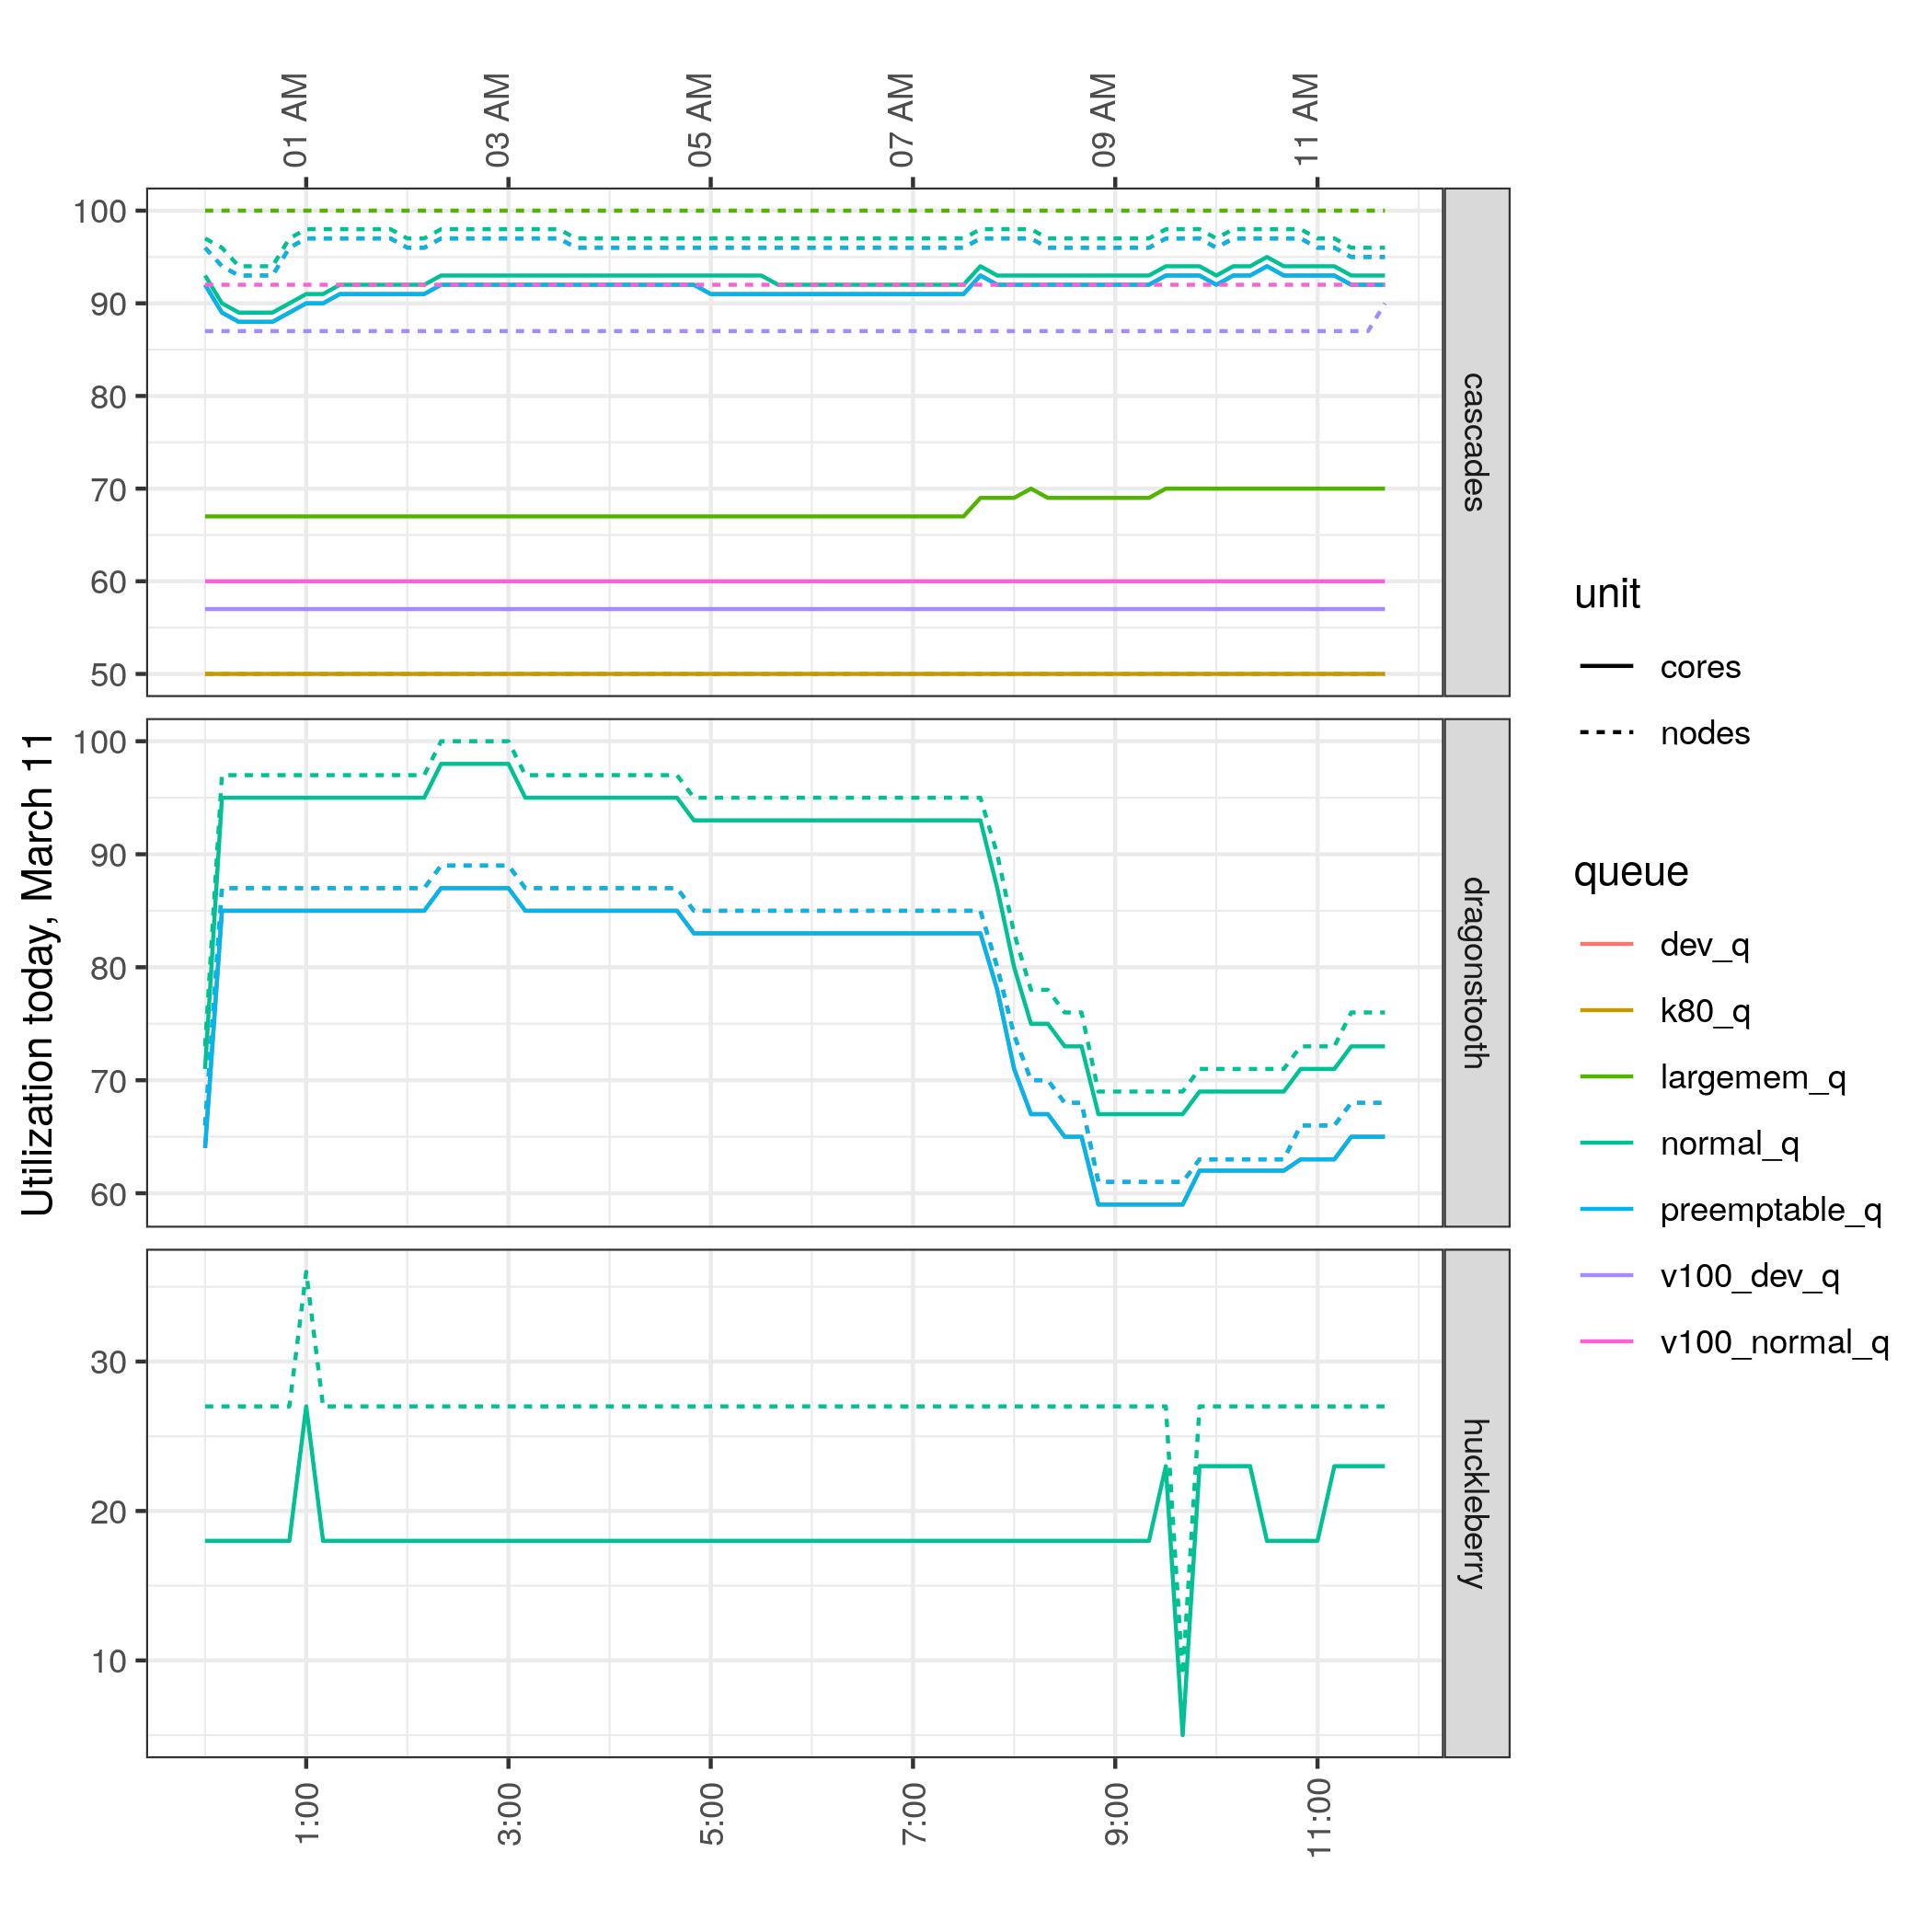 01 AM
03 AM
05 AM
07 AM
09 AM
11 AM
100
90
80
70
60
50
cascades
100
90
80
70
60
dragonstooth
30
20
10
huckleberry
1:00
3:00
5:00
7:00
9:00
11:00
Utilization today, March 11
unit
cores
nodes
queue
dev_q
k80_q
largemem_q
normal_q
preemptable_q
v100_dev_q
v100_normal_q